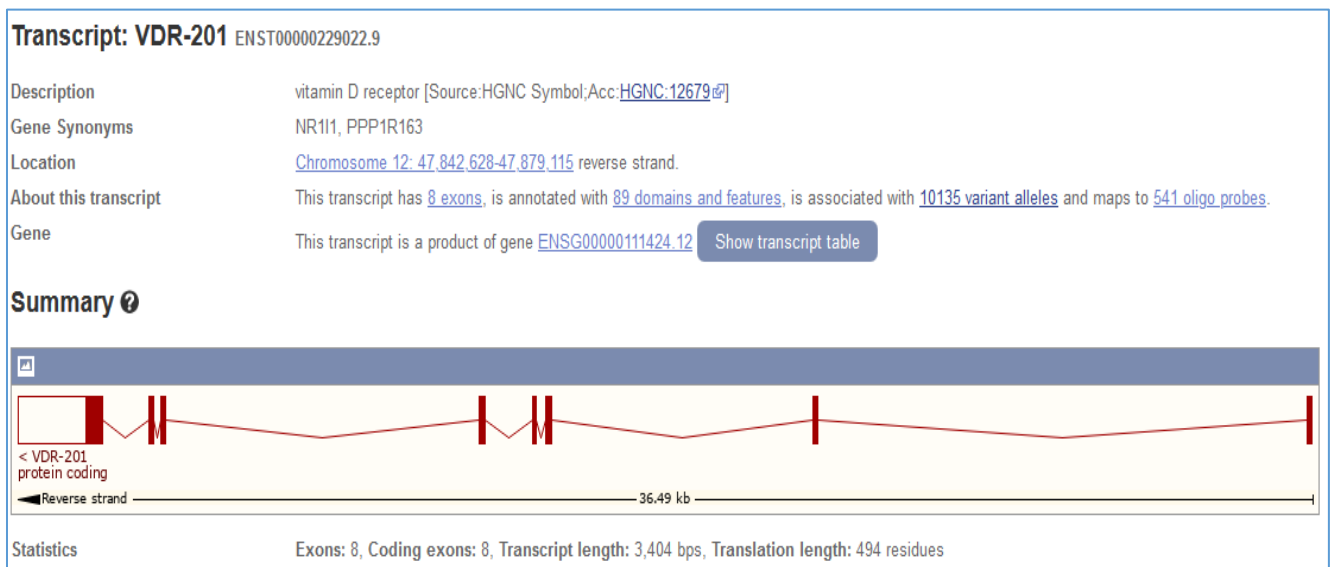 Transcript: VDR-201 ENST00000229022.9
Description vitamin D receptor [Source:HGNC Symbol;Acc:HGNC:12679]
Gene Synonyms NR1I1, PPP1R163
Location Chromosome 12: 47,842,628-47,879,115 reverse strand.
About this transcript This transcript has 8 exons, is annotated with 89 domains and features, is associated with 10135 variant alleles and maps to 541 oligo probes.
Gene This transcript is a product of gene ENSG00000111424.12 Show transcript table
Summary ?
< VDR-201
protein coding
Reverse strand 36.49 kb
Statistics Exons: 8, Coding exons: 8, Transcript length: 3,404 bps, Translation length: 494 residues